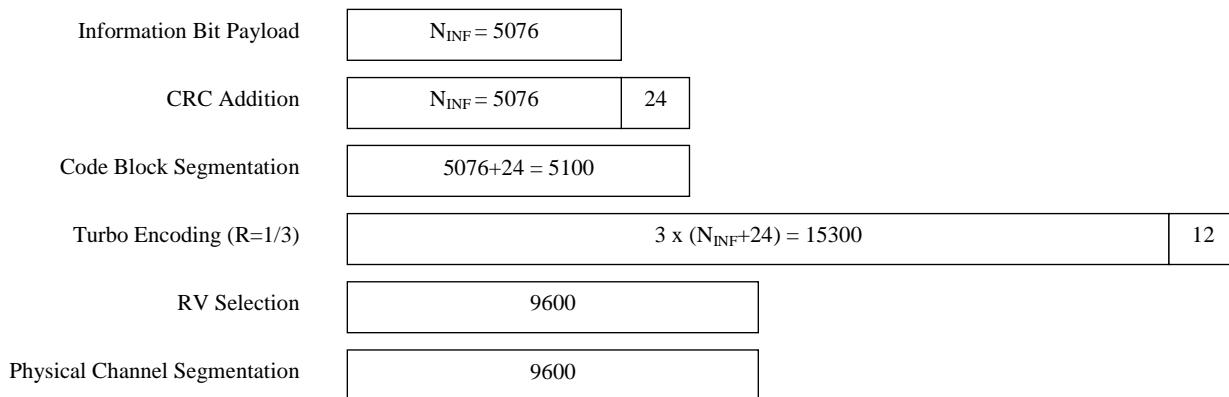 Information Bit Payload
N_INF = 5076
CRC Addition
N_INF = 5076
24
Code Block Segmentation
5076+24 = 5100
Turbo Encoding (R=1/3)
3 x (N_INF+24) = 15300
12
RV Selection
9600
Physical Channel Segmentation
9600